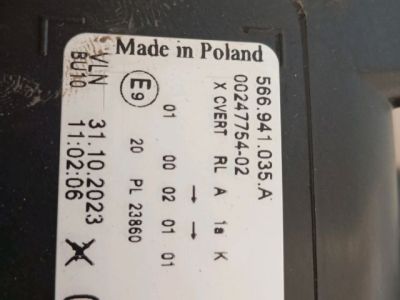 Made in Poland
566.941.035.A
00247754-02
X CVERT RL A 1a K
→ →
01 00 02 01 01
E9 20 PL 23860
VLN 31.10.2023
BU10 11:02:06 X